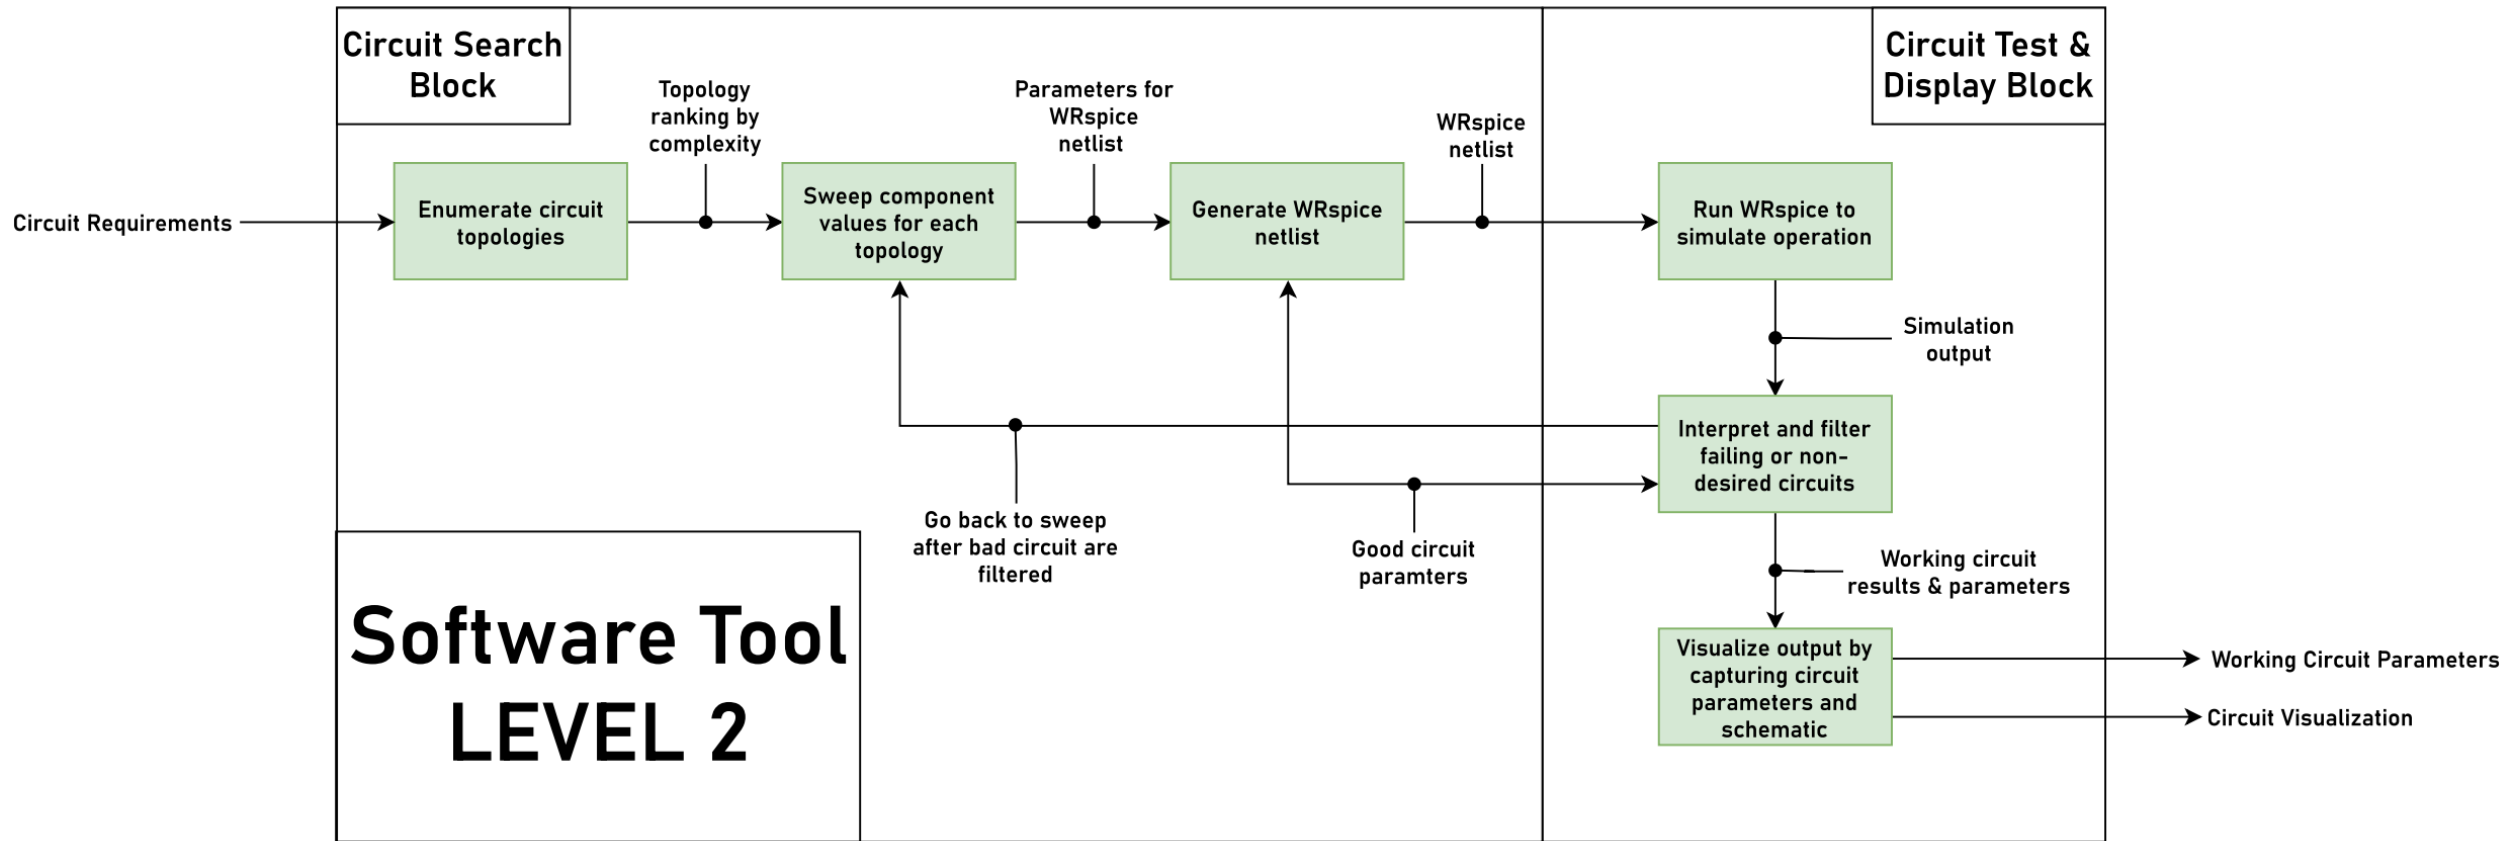 Circuit Search
Block
Circuit Test &
Display Block
Topology
ranking by
complexity
Parameters for
WRspice
netlist
WRspice
netlist
Circuit Requirements
Enumerate circuit
topologies
Sweep component
values for each
topology
Generate WRspice
netlist
Run WRspice to
simulate operation
Simulation
output
Interpret and filter
failing or non-
desired circuits
Go back to sweep
after bad circuit are
filtered
Good circuit
paramters
Working circuit
results & parameters
Software Tool
LEVEL 2
Visualize output by
capturing circuit
parameters and
schematic
Working Circuit Parameters
Circuit Visualization